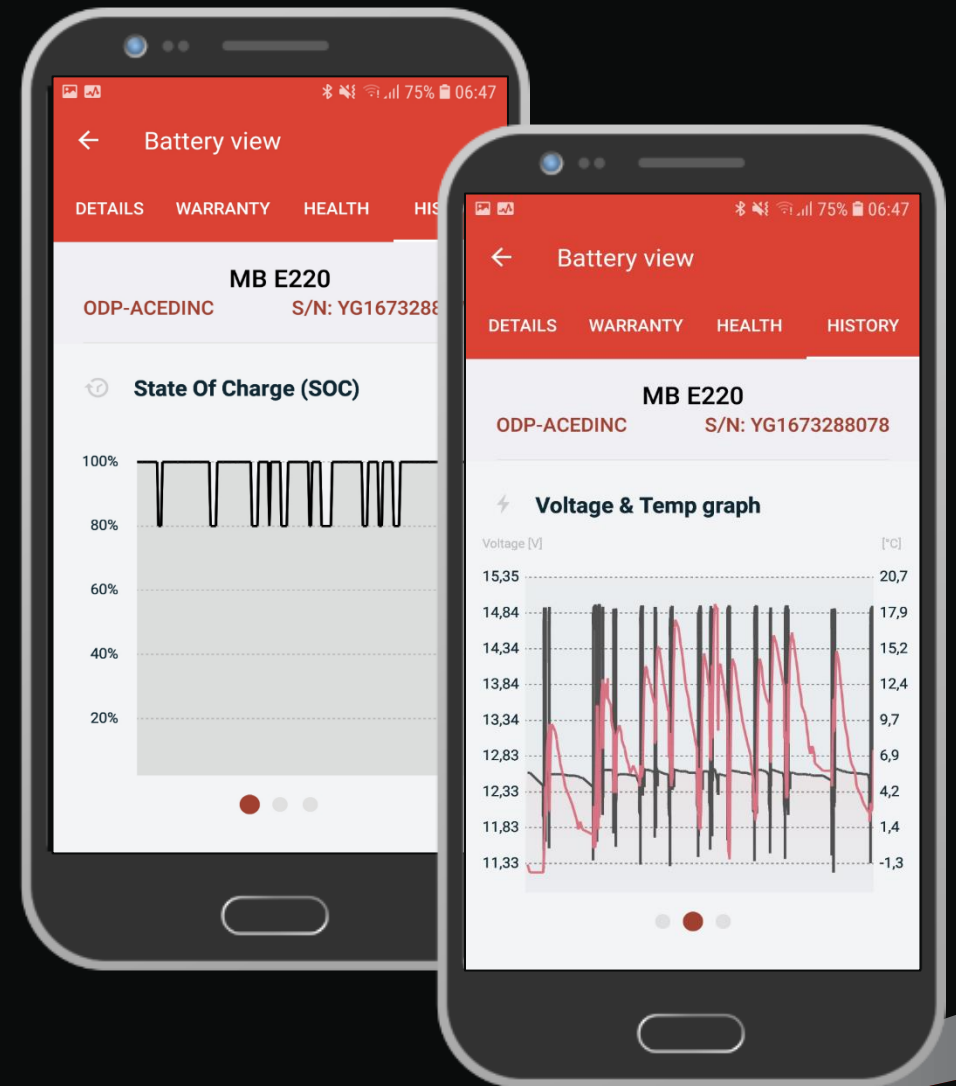 75% 06:47
Battery view
DETAILS WARRANTY HEALTH HIS
MB E220
ODP-ACEDINC S/N: YG1673288
State Of Charge (SOC)
100%
80%
60%
40%
20%
75% 06:47
Battery view
DETAILS WARRANTY HEALTH HISTORY
MB E220
ODP-ACEDINC S/N: YG1673288078
Voltage & Temp graph
Voltage [V] [°C]
15,35 20,7
14,84 17,9
14,34 15,2
13,84 12,4
13,34 9,7
12,83 6,9
12,33 4,2
11,83 1,4
11,33 -1,3